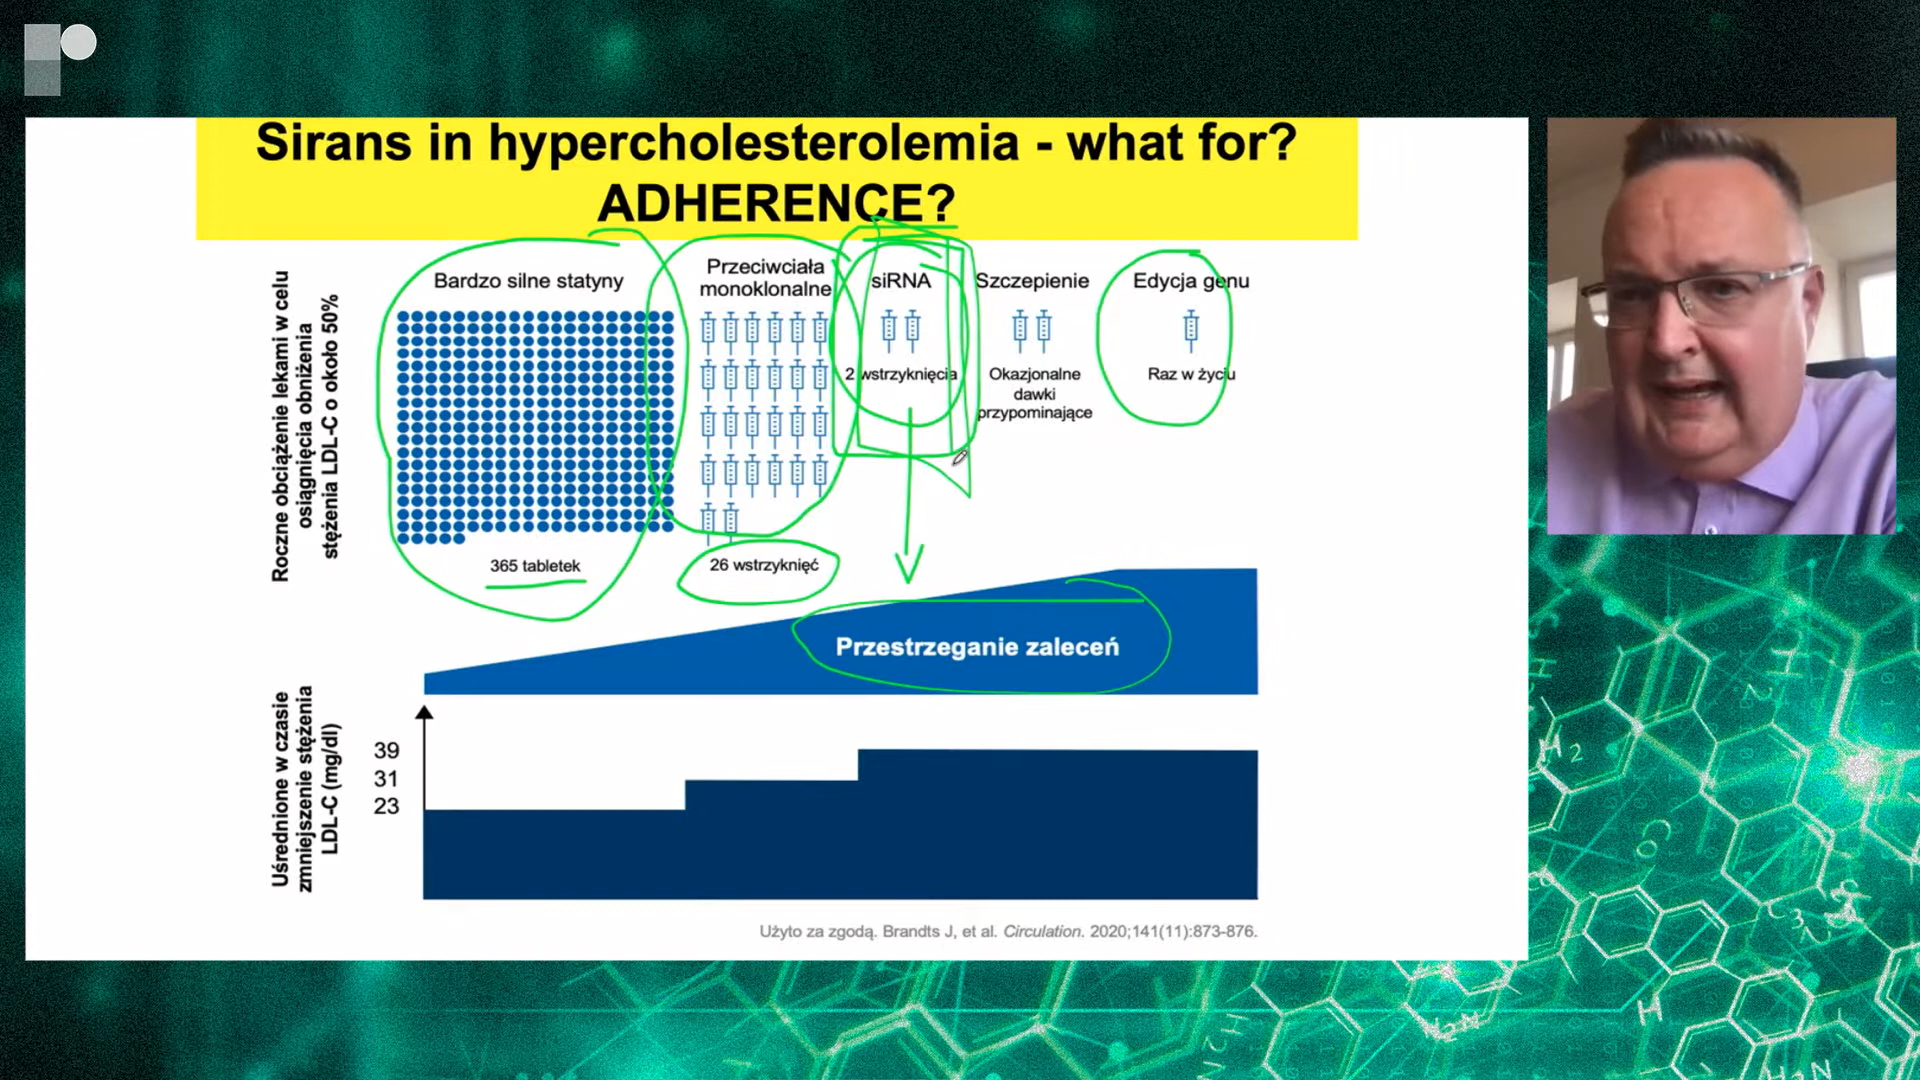 Sirans in hypercholesterolemia - what for?
ADHERENCE?
Roczne obciążenie lekami w celu
osiągnięcia obniżenia
stężenia LDL-C o około 50%
Bardzo silne statyny
365 tabletek
Przeciwciała
monoklonalne
26 wstrzyknięć
siRNA
2 wstrzyknięcia
Szczepienie
Okazjonalne
dawki
przypominające
Edycja genu
Raz w życiu
Przestrzeganie zaleceń
Uśrednione w czasie
zmniejszenie stężenia
LDL-C (mg/dl)
39
31
23
Użyto za zgodą. Brandts J, et al. Circulation. 2020;141(11):873-876.
H2
CO
H
H2N